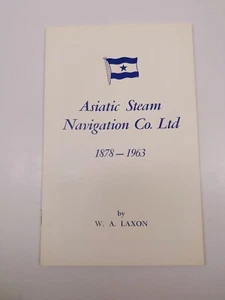 Asiatic Steam
Navigation Co. Ltd
1878 — 1963
by
W. A. LAXON